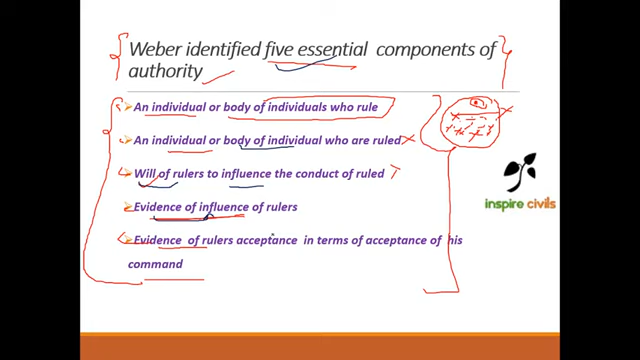 Weber identified five essential components of
authority
An individual or body of individuals who rule
An individual or body of individual who are ruled
Will of rulers to influence the conduct of ruled
Evidence of influence of rulers
Evidence of rulers acceptance in terms of acceptance of his
command
inspire civils